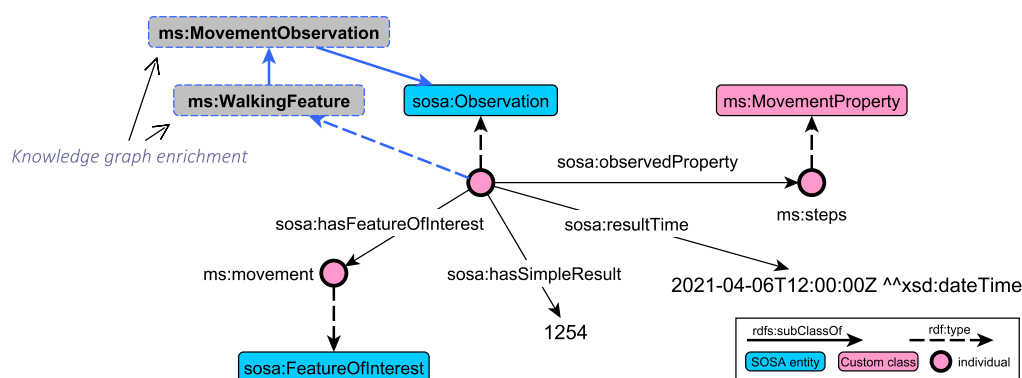 ms:MovementObservation
ms:WalkingFeature
sosa:Observation
ms:MovementProperty
Knowledge graph enrichment
sosa:observedProperty
ms:steps
sosa:hasFeatureOfInterest
sosa:resultTime
ms:movement
sosa:hasSimpleResult
2021-04-06T12:00:00Z ^^xsd:dateTime
1254
sosa:FeatureOfInterest
rdfs:subClassOf
rdf:type
SOSA entity
Custom class
individual